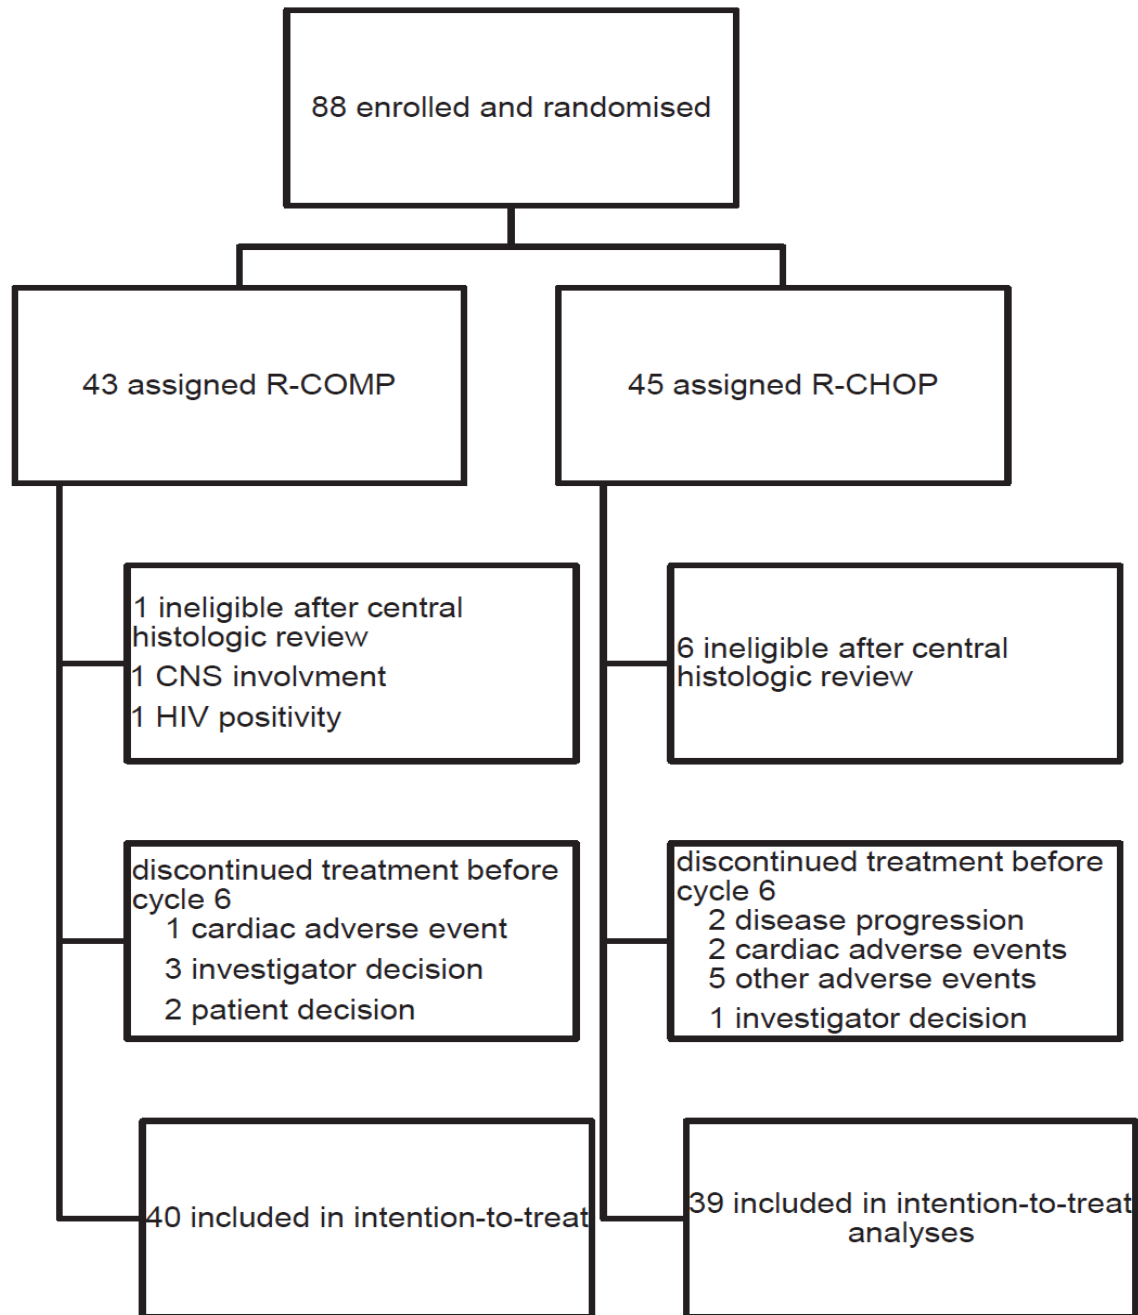 88 enrolled and randomised
43 assigned R-COMP
45 assigned R-CHOP
1 ineligible after central
histologic review
1 CNS involvment
1 HIV positivity
6 ineligible after central
histologic review
discontinued treatment before
cycle 6
1 cardiac adverse event
3 investigator decision
2 patient decision
discontinued treatment before
cycle 6
2 disease progression
2 cardiac adverse events
5 other adverse events
1 investigator decision
40 included in intention-to-treat
39 included in intention-to-treat
analyses